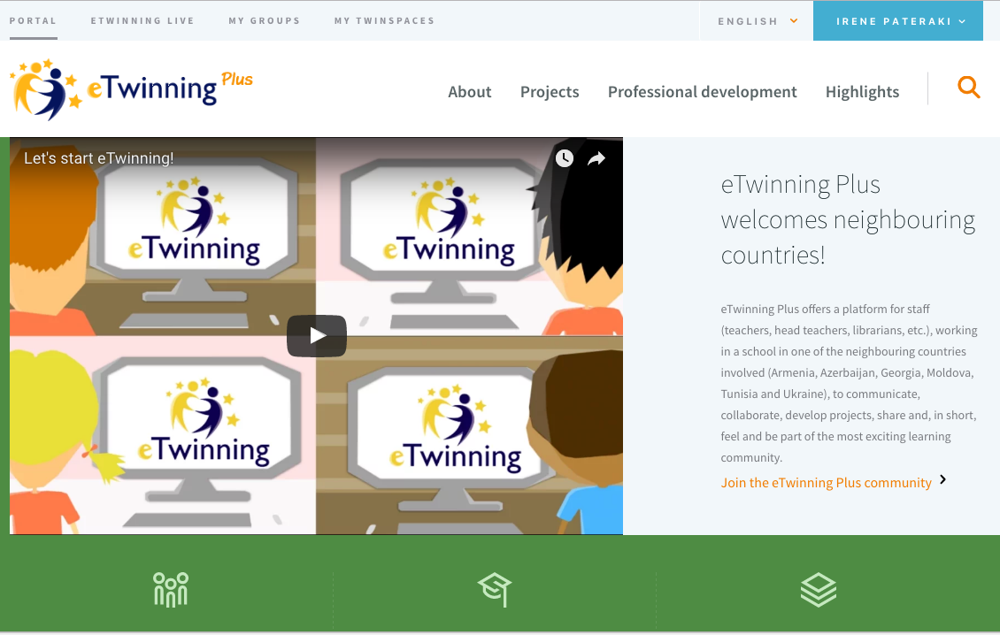 PORTAL
ETWINNING LIVE
MY GROUPS
MY TWINSPACES
ENGLISH
IRENE PATERAKI
eTwinning Plus
About
Projects
Professional development
Highlights
Let's start eTwinning!
eTwinning
eTwinning
eTwinning
eTwinning
eTwinning Plus
welcomes neighbouring
countries!
eTwinning Plus offers a platform for staff
(teachers, head teachers, librarians, etc.), working
in a school in one of the neighbouring countries
involved (Armenia, Azerbaijan, Georgia, Moldova,
Tunisia and Ukraine), to communicate,
collaborate, develop projects, share and, in short,
feel and be part of the most exciting learning
community.
Join the eTwinning Plus community